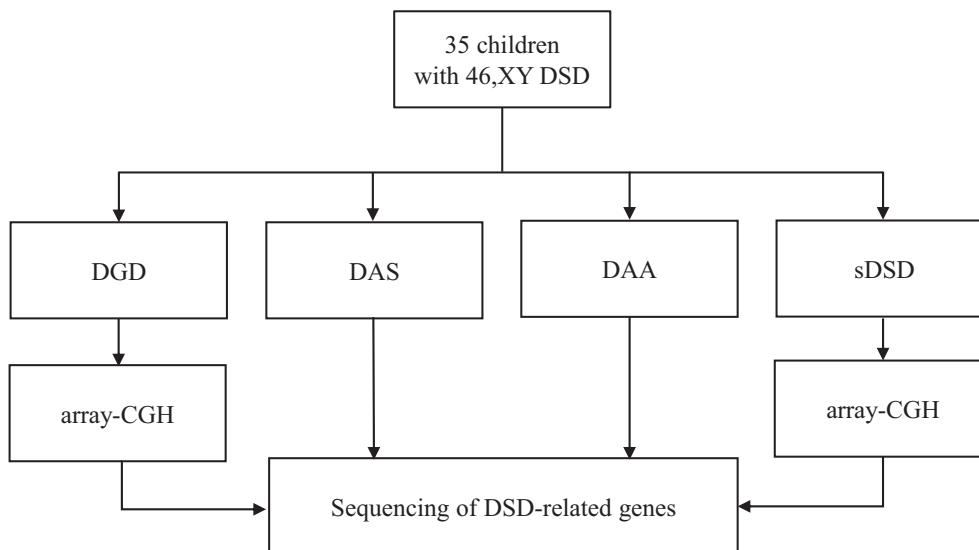 35 children
with 46,XY DSD
DGD
DAS
DAA
sDSD
array-CGH
array-CGH
Sequencing of DSD-related genes